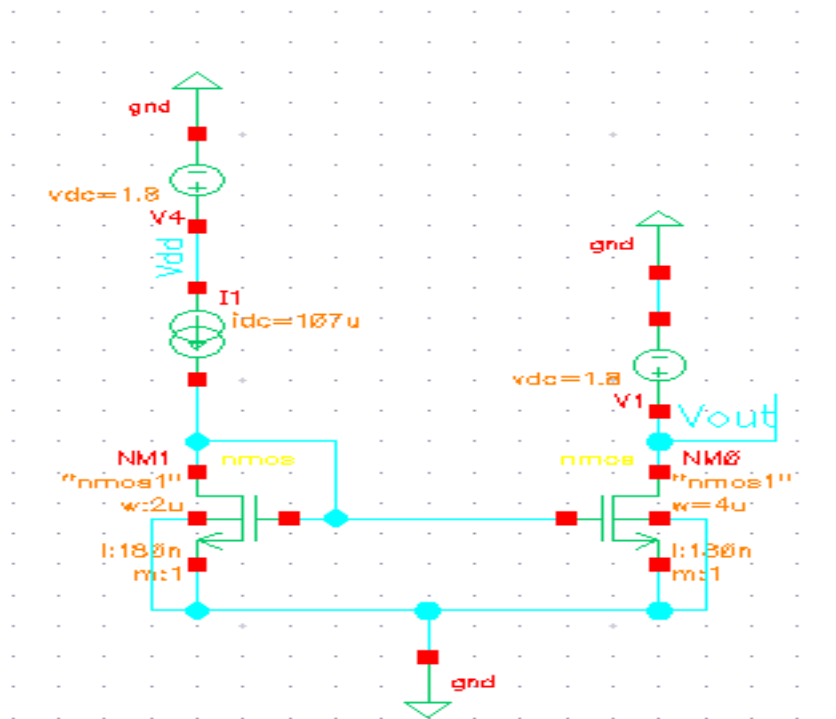 gnd
vdc=1.8
V4
Vdd
I1
idc=107u
gnd
vdc=1.8
V1
Vout
NM1
nmos
"nmos1"
w:2u
l:180n
m:1
nmos
NM0
"nmos1"
w=4u
l:180n
m:1
gnd